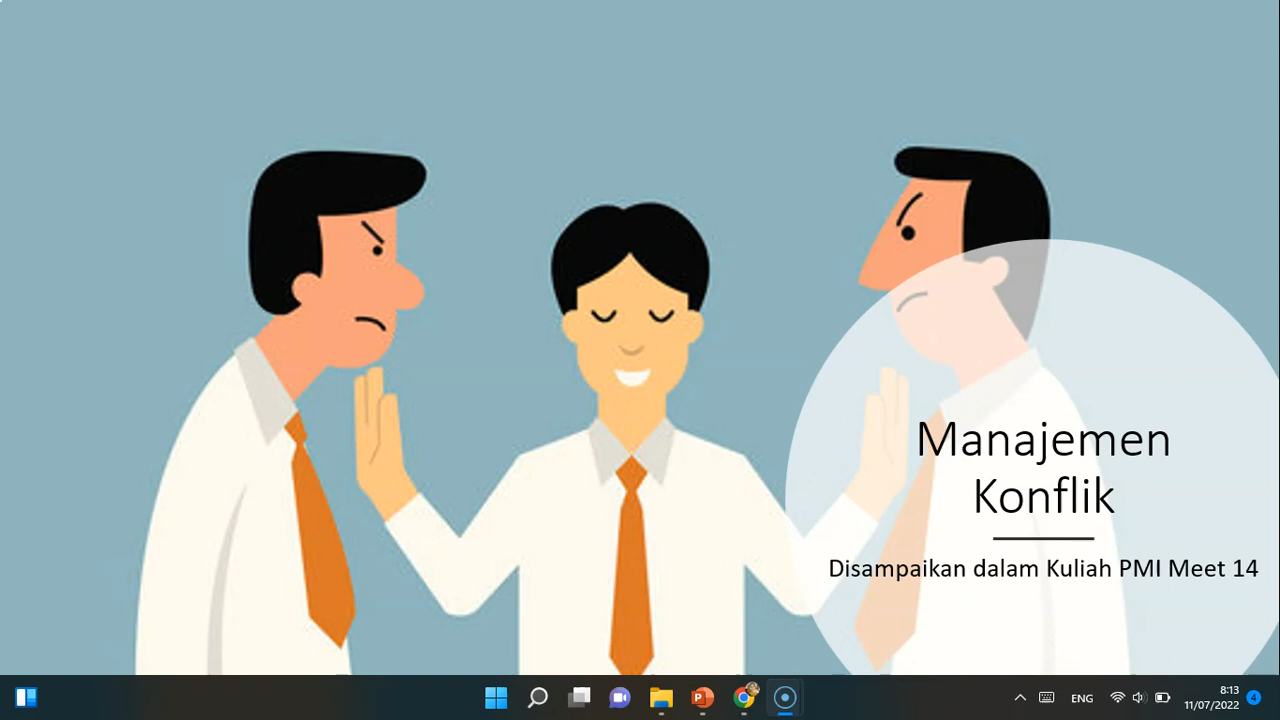 Manajemen
Konflik
Disampaikan dalam Kuliah PMI Meet 14
P
ENG
8:13
11/07/2022
4